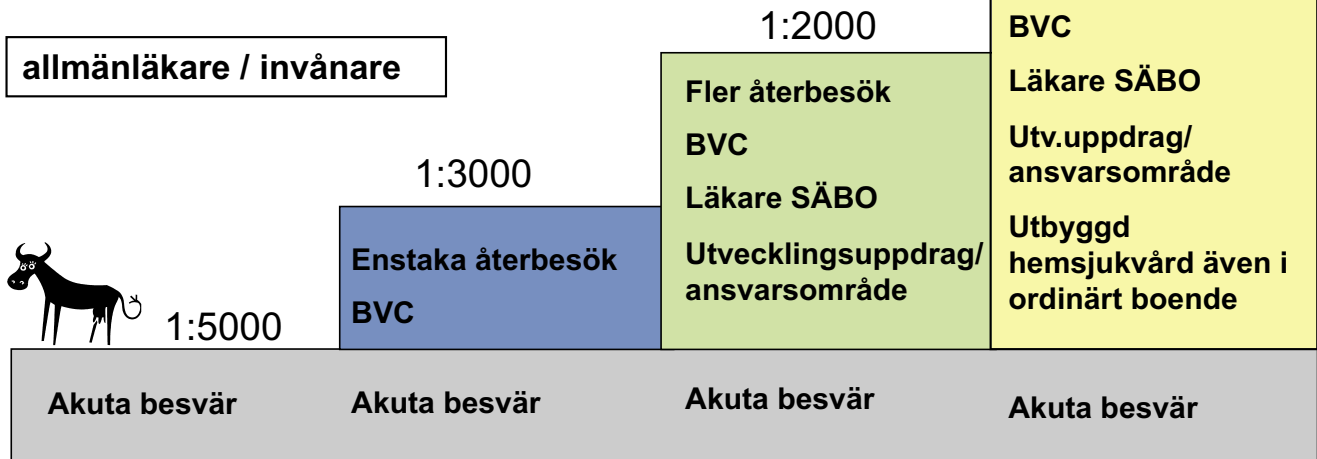 allmänläkare / invånare
1:5000
Akuta besvär
1:3000
Enstaka återbesök
BVC
Akuta besvär
1:2000
Fler återbesök
BVC
Läkare SÄBO
Utvecklingsuppdrag/
ansvarsområde
Akuta besvär
BVC
Läkare SÄBO
Utv.uppdrag/
ansvarsområde
Utbyggd
hemsjukvård även i
ordinärt boende
Akuta besvär